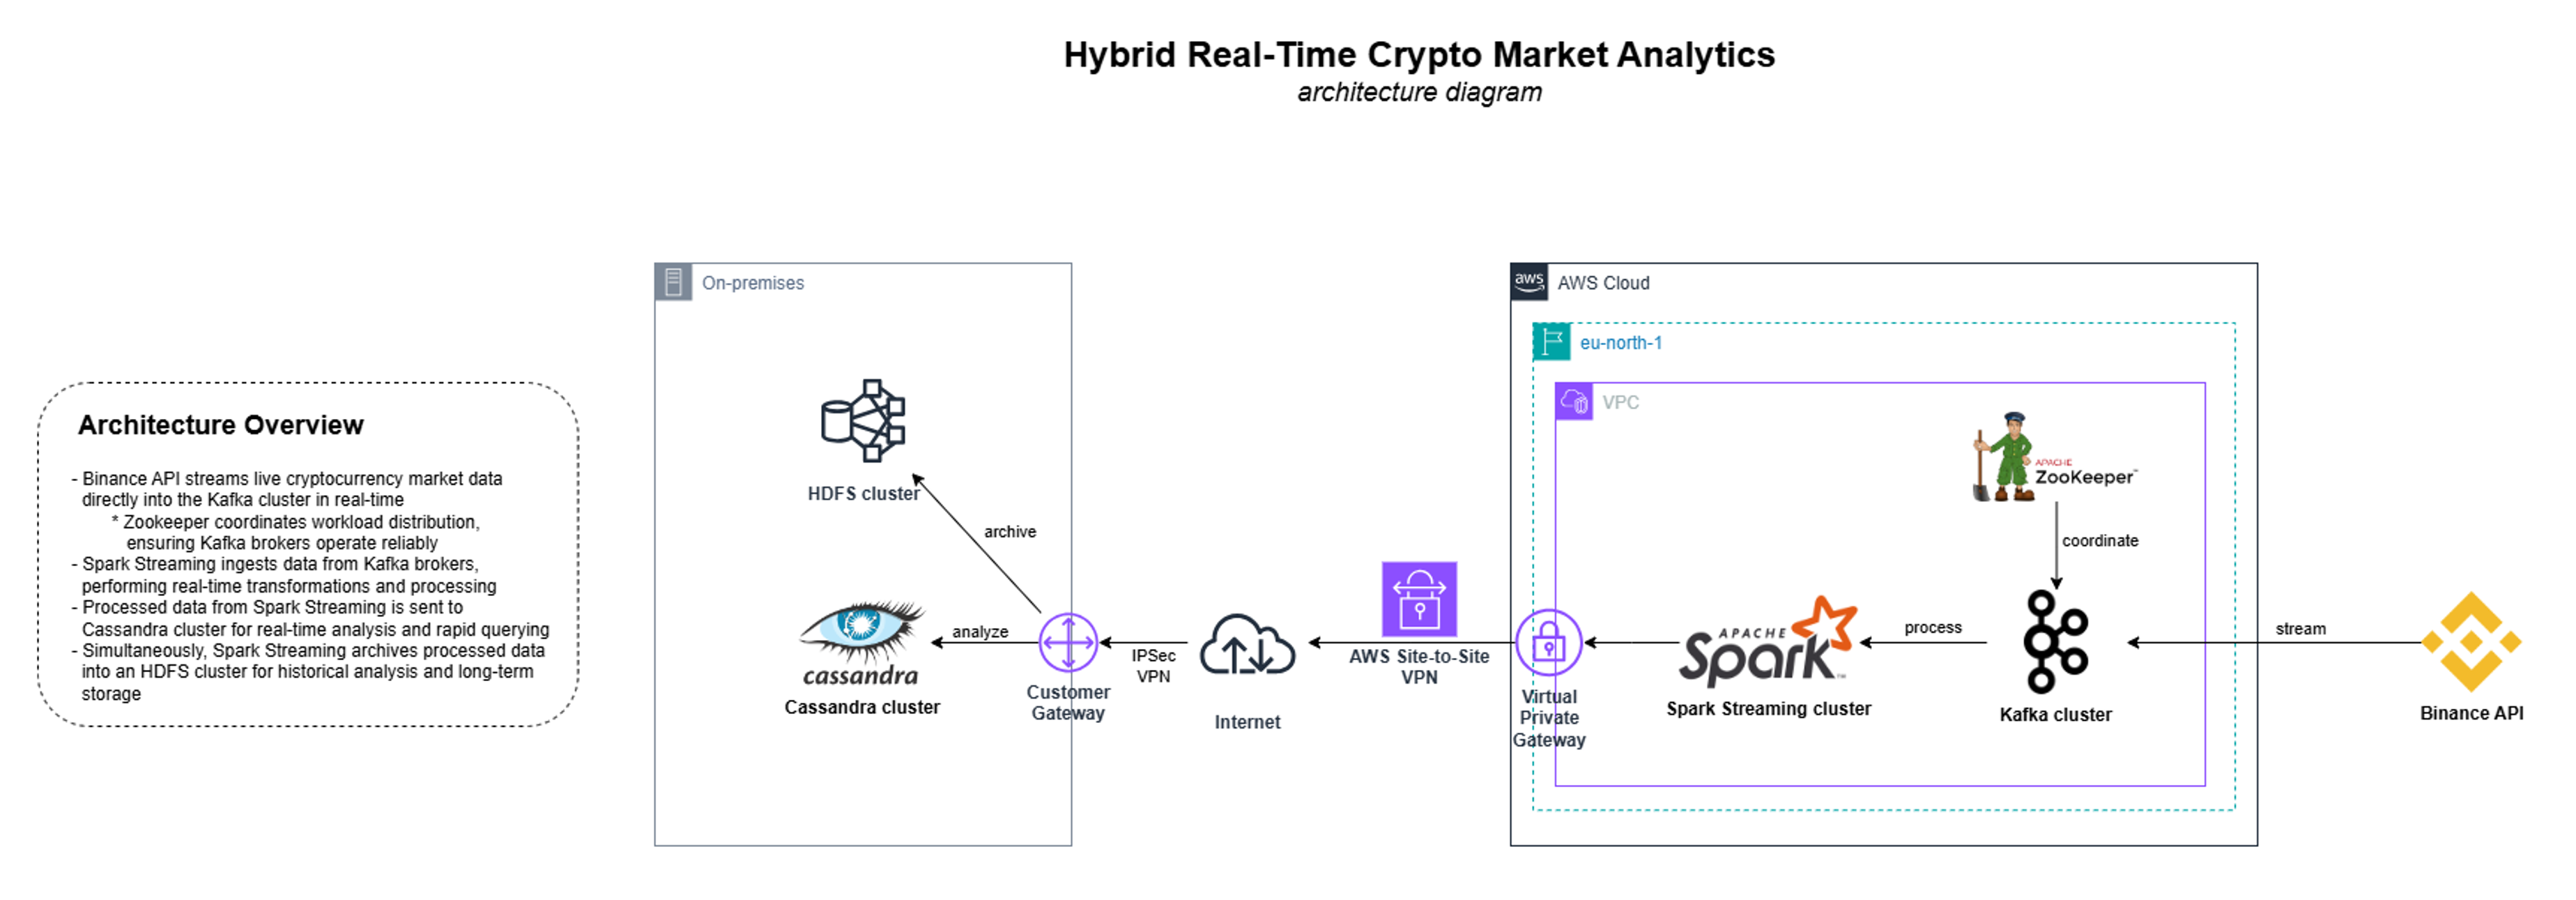 Hybrid Real-Time Crypto Market Analytics
architecture diagram
Architecture Overview
- Binance API streams live cryptocurrency market data
directly into the Kafka cluster in real-time
* Zookeeper coordinates workload distribution,
ensuring Kafka brokers operate reliably
- Spark Streaming ingests data from Kafka brokers,
performing real-time transformations and processing
- Processed data from Spark Streaming is sent to
Cassandra cluster for real-time analysis and rapid querying
- Simultaneously, Spark Streaming archives processed data
into an HDFS cluster for historical analysis and long-term
storage
On-premises
HDFS cluster
archive
analyze
cassandra
Cassandra cluster
Customer
Gateway
IPSec
VPN
Internet
AWS Site-to-Site
VPN
aws
AWS Cloud
eu-north-1
VPC
Virtual
Private
Gateway
APACHE
Spark™
Spark Streaming cluster
process
APACHE
ZooKeeper™
coordinate
Kafka cluster
stream
Binance API